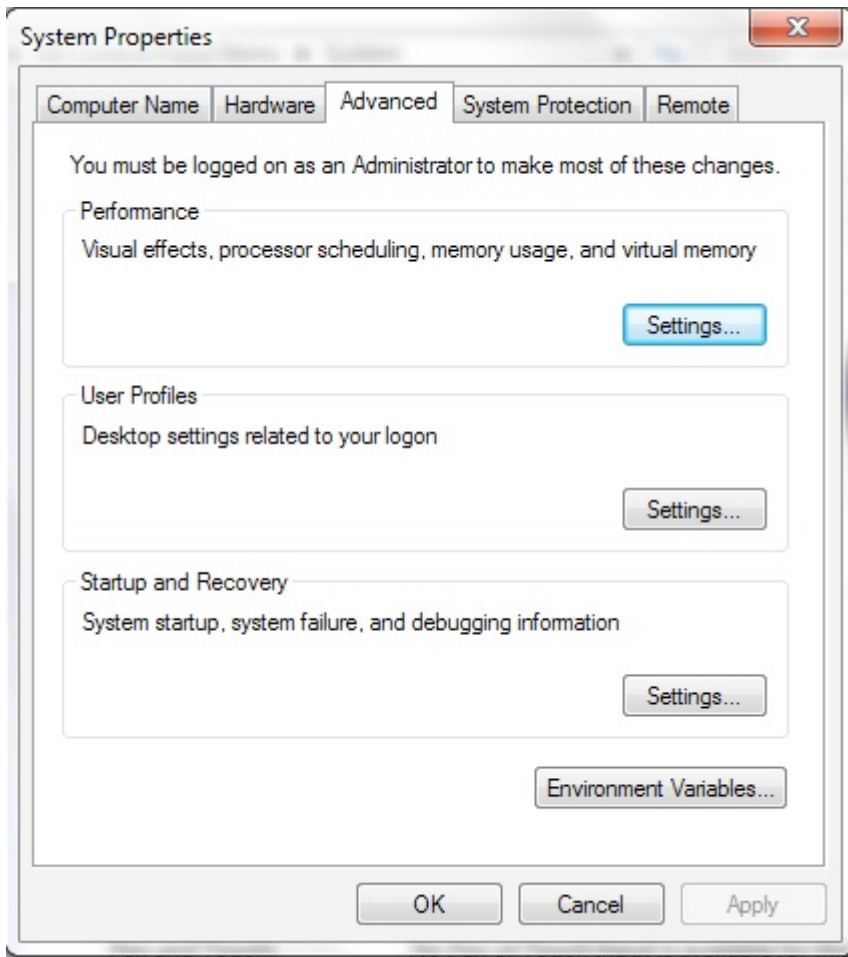 System Properties
Computer Name Hardware Advanced System Protection Remote
You must be logged on as an Administrator to make most of these changes.
Performance
Visual effects, processor scheduling, memory usage, and virtual memory
Settings...
User Profiles
Desktop settings related to your logon
Settings...
Startup and Recovery
System startup, system failure, and debugging information
Settings...
Environment Variables...
OK Cancel Apply